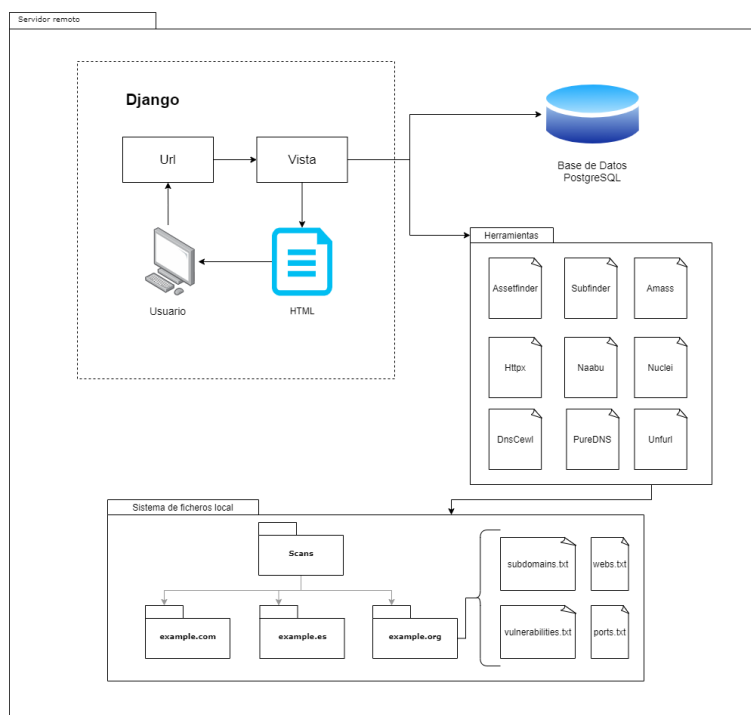 Servidor remoto
Django
Url
Vista
Usuario
HTML
Base de Datos
PostgreSQL
Herramientas
Assetfinder
Subfinder
Amass
Httpx
Naabu
Nuclei
DnsCewl
PureDNS
Unfurl
Sistema de ficheros local
Scans
example.com
example.es
example.org
subdomains.txt
webs.txt
vulnerabilities.txt
ports.txt